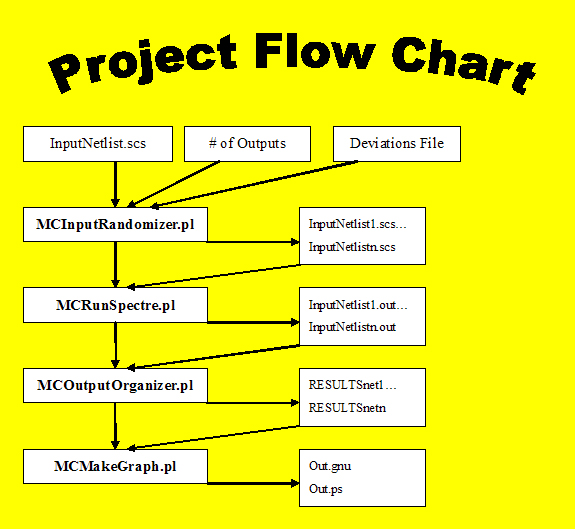 Project Flow Chart
InputNetlist.scs
# of Outputs
Deviations File
MCInputRandomizer.pl
InputNetlist1.scs...
InputNetlistn.scs
MCRunSpectre.pl
InputNetlist1.out...
InputNetlistn.out
MCOutputOrganizer.pl
RESULTSnet1...
RESULTSnetn
MCMakeGraph.pl
Out.gnu
Out.ps